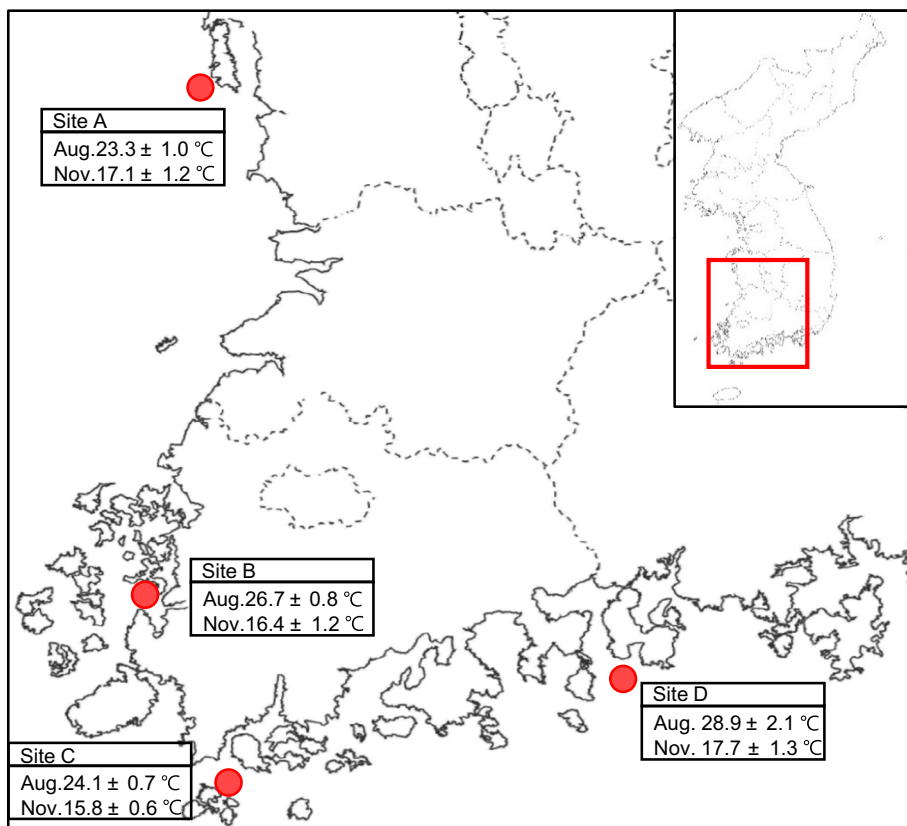 Site A
Aug.23.3 ± 1.0 ℃
Nov.17.1 ± 1.2 ℃
Site B
Aug.26.7 ± 0.8 ℃
Nov.16.4 ± 1.2 ℃
Site D
Aug. 28.9 ± 2.1 ℃
Nov. 17.7 ± 1.3 ℃
Site C
Aug.24.1 ± 0.7 ℃
Nov.15.8 ± 0.6 ℃